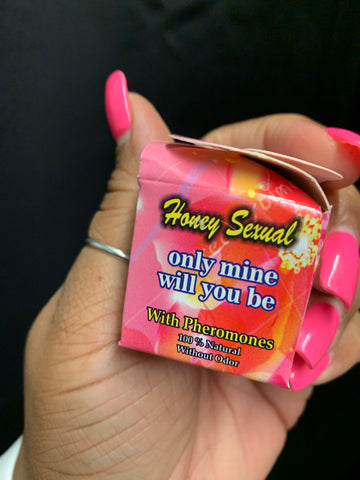 Honey Sexual
only mine
will you be
With Pheromones
100 % Natural
Without Odor